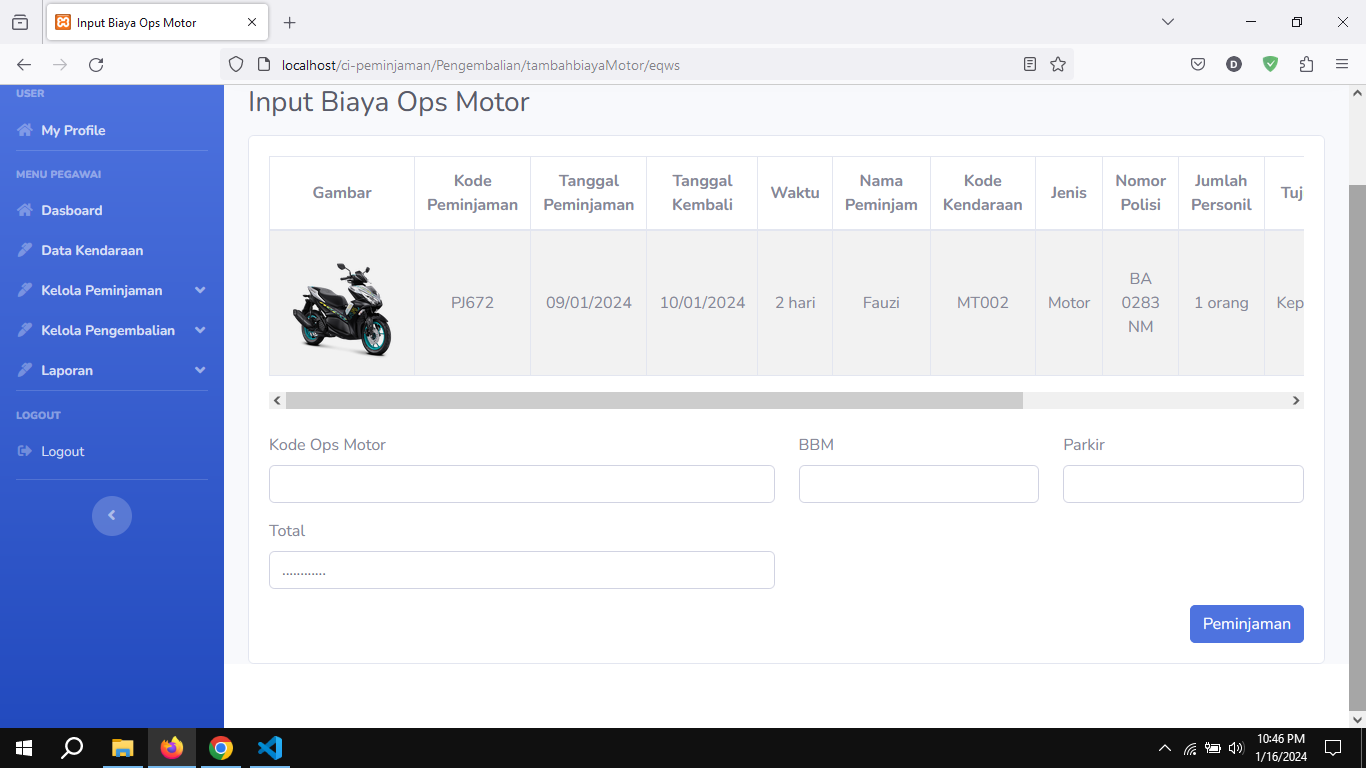 Input Biaya Ops Motor
localhost/ci-peminjaman/Pengembalian/tambahbiayaMotor/eqws
D
USER
My Profile
MENU PEGAWAI
Dasboard
Data Kendaraan
Kelola Peminjaman
Kelola Pengembalian
Laporan
LOGOUT
Logout
Input Biaya Ops Motor
Gambar Kode Peminjaman Tanggal Peminjaman Tanggal Kembali Waktu Nama Peminjam Kode Kendaraan Jenis Nomor Polisi Jumlah Personil Tuj
PJ672 09/01/2024 10/01/2024 2 hari Fauzi MT002 Motor BA 0283 NM 1 orang Kep
Kode Ops Motor BBM Parkir
Total
............
Peminjaman
10:46 PM
1/16/2024